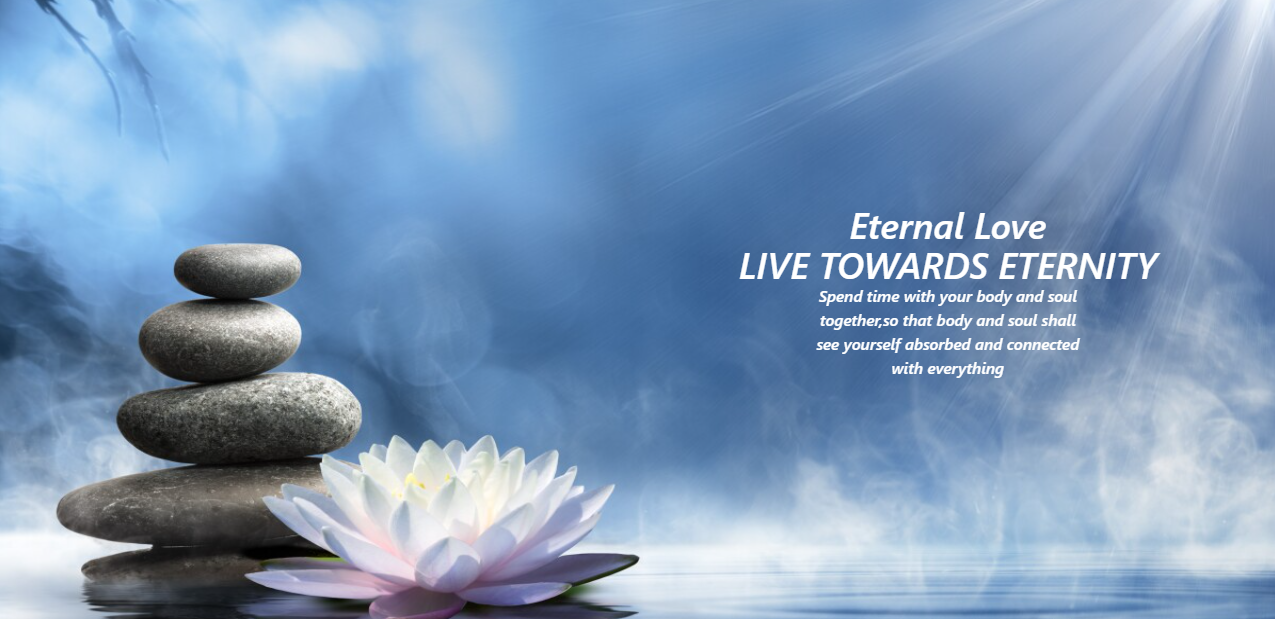 Eternal Love
LIVE TOWARDS ETERNITY
Spend time with your body and soul
together,so that body and soul shall
see yourself absorbed and connected
with everything